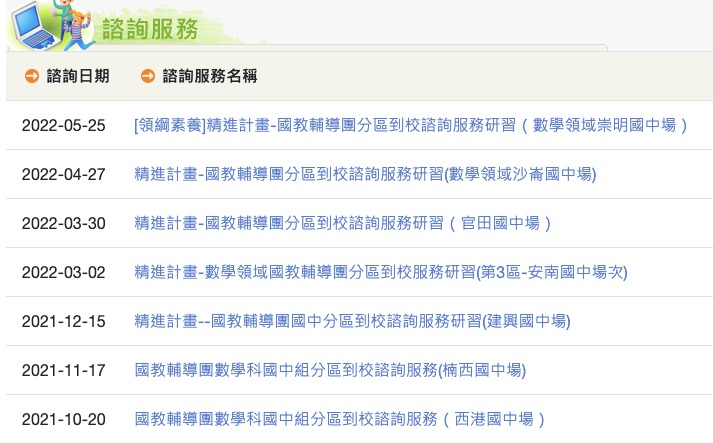 諮詢服務
諮詢日期 諮詢服務名稱
2022-05-25 [領綱素養]精進計畫-國教輔導團分區到校諮詢服務研習（數學領域崇明國中場）
2022-04-27 精進計畫-國教輔導團分區到校諮詢服務研習(數學領域沙崙國中場)
2022-03-30 精進計畫-國教輔導團分區到校諮詢服務研習（官田國中場）
2022-03-02 精進計畫-數學領域國教輔導團分區到校服務研習(第3區-安南國中場次)
2021-12-15 精進計畫--國教輔導團國中分區到校諮詢服務研習(建興國中場)
2021-11-17 國教輔導團數學科國中組分區到校諮詢服務(楠西國中場)
2021-10-20 國教輔導團數學科國中組分區到校諮詢服務（西港國中場）